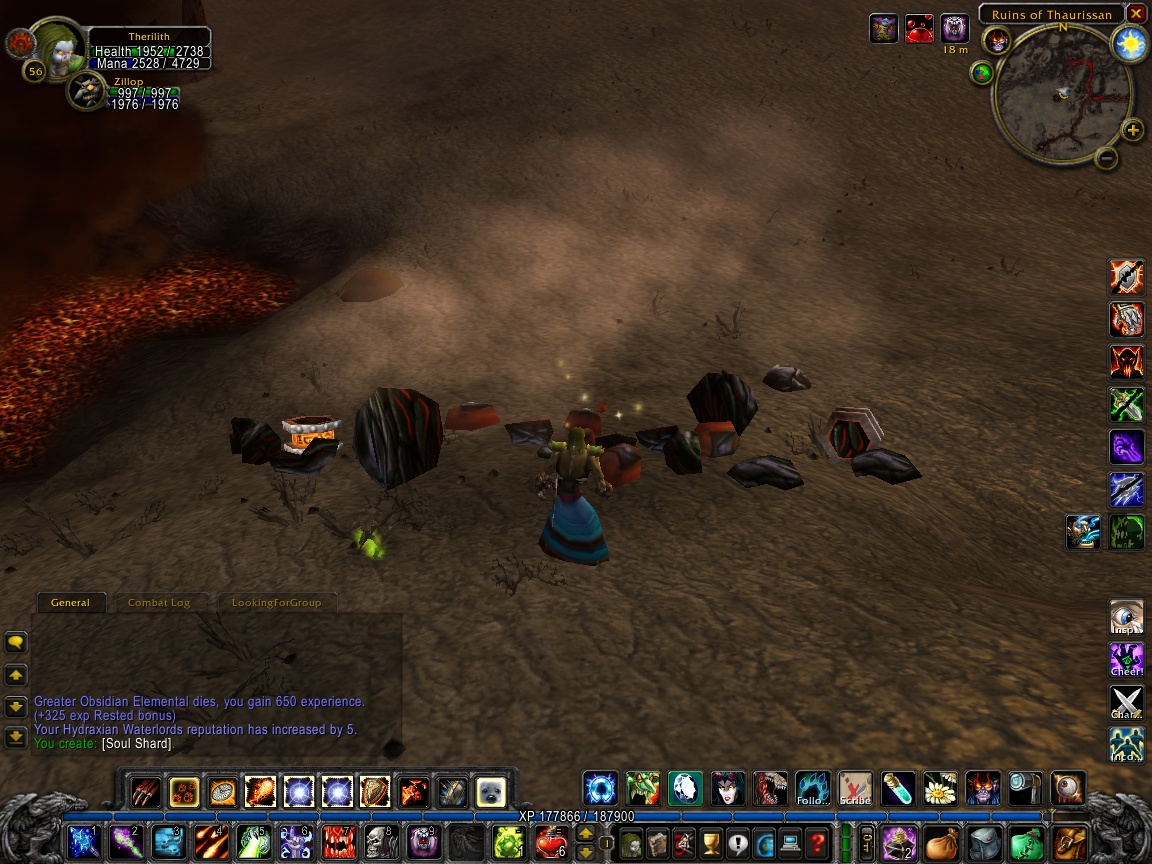 Ruins of Thaurissan
N
18 m
Therilith
Health 1952 / 2738
Mana 2528 / 4729
56
Zillop
997 / 997
1976 / 1976
Insp...
Cheer!
Char...
General
Combat Log
LookingForGroup
Greater Obsidian Elemental dies, you gain 650 experience.
(+325 exp Rested bonus)
Your Hydraxian Waterlords reputation has increased by 5.
You create: [Soul Shard].
Follo...
Scribe
XP 177866 / 187900
1
2
3
4
5
6
7
8
9
6
1
2